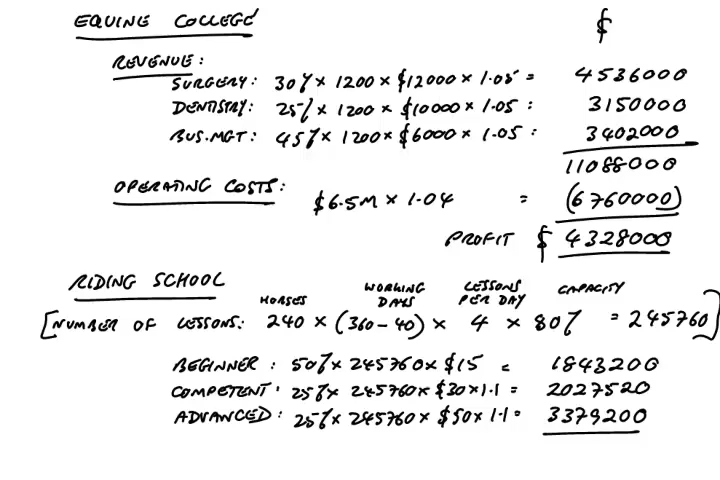 EQUINE COLLEGE $
REVENUE:
SURGERY: 30% × 1200 × $12000 × 1.05 = 4536000
DENTISTRY: 25% × 1200 × $10000 × 1.05 : 3150000
BUS.MGT: 45% × 1200 × $6000 × 1.05 : 3402000
11088000
OPERATING COSTS: $6.5M × 1.04 = (6760000)
PROFIT $ 4328000
RIDING SCHOOL
HORSES WORKING DAYS LESSONS PER DAY CAPACITY
[NUMBER OF LESSONS: 240 × (360-40) × 4 × 80% = 245760]
BEGINNER: 50% × 245760 × $15 = 1843200
COMPETENT: 25% × 245760 × $30 × 1.1 = 2027520
ADVANCED: 25% × 245760 × $50 × 1.1 = 3379200